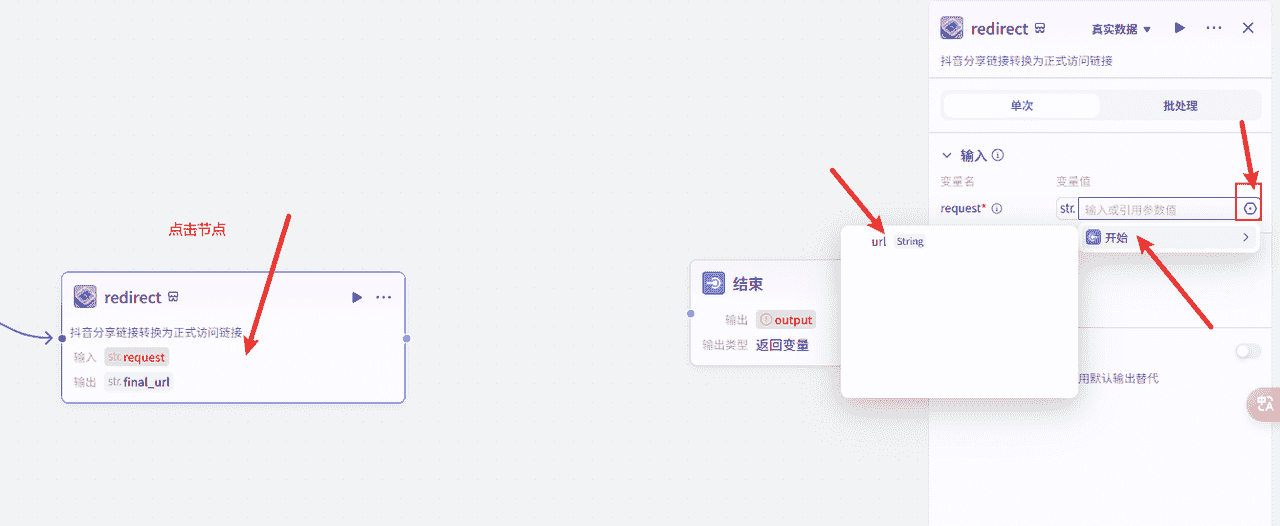 点击节点
redirect
抖音分享链接转换为正式访问链接
输入 str. request
输出 str. final_url
结束
输出 output
输出类型 返回变量
url String
redirect 真实数据
抖音分享链接转换为正式访问链接
单次 批处理
输入
变量名 变量值
request* str. 输入或引用参数值
开始
用默认输出替代